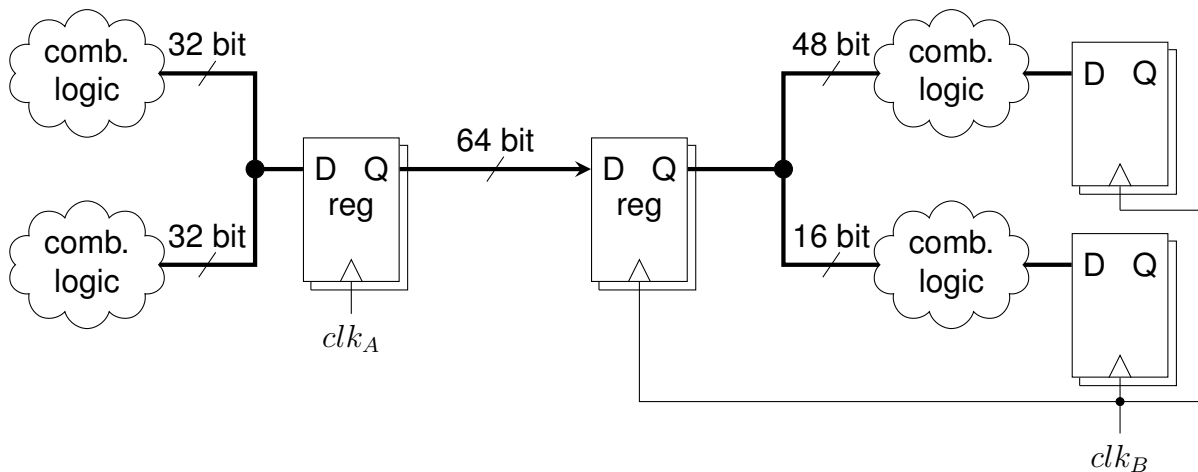 comb.
logic
32 bit
comb.
logic
32 bit
D Q
reg
clk_A
64 bit
D Q
reg
48 bit
comb.
logic
D Q
16 bit
comb.
logic
D Q
clk_B